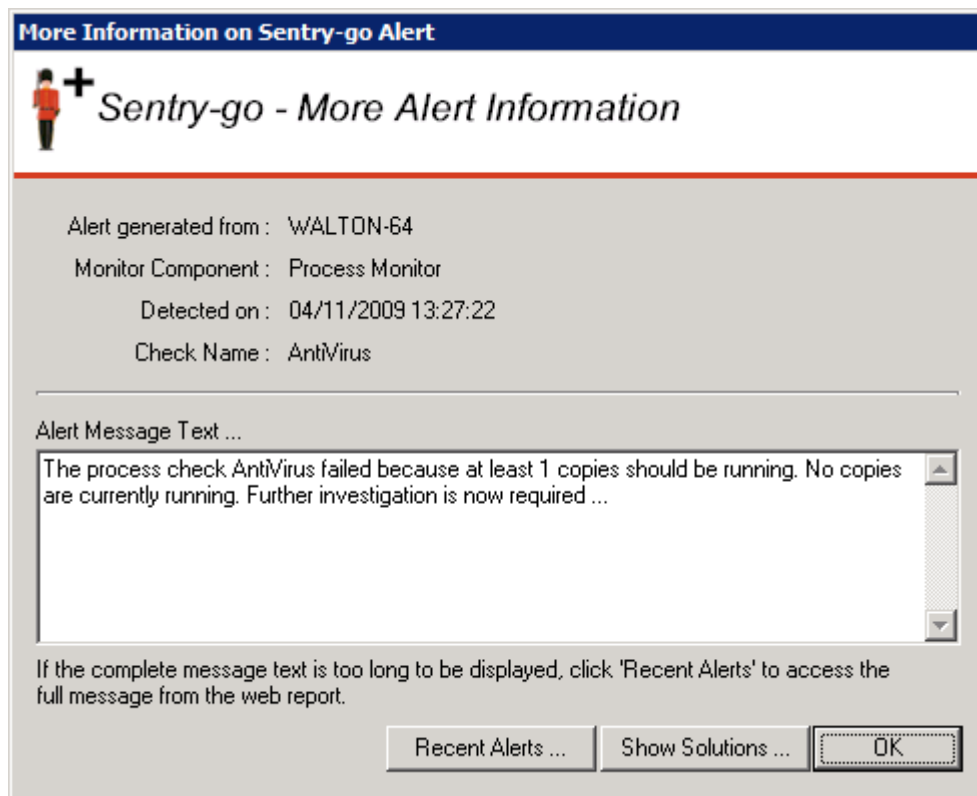 More Information on Sentry-go Alert
Sentry-go - More Alert Information
Alert generated from : WALTON-64
Monitor Component : Process Monitor
Detected on : 04/11/2009 13:27:22
Check Name : AntiVirus
Alert Message Text ...
The process check AntiVirus failed because at least 1 copies should be running. No copies
are currently running. Further investigation is now required ...
If the complete message text is too long to be displayed, click 'Recent Alerts' to access the
full message from the web report.
Recent Alerts ... Show Solutions ... OK